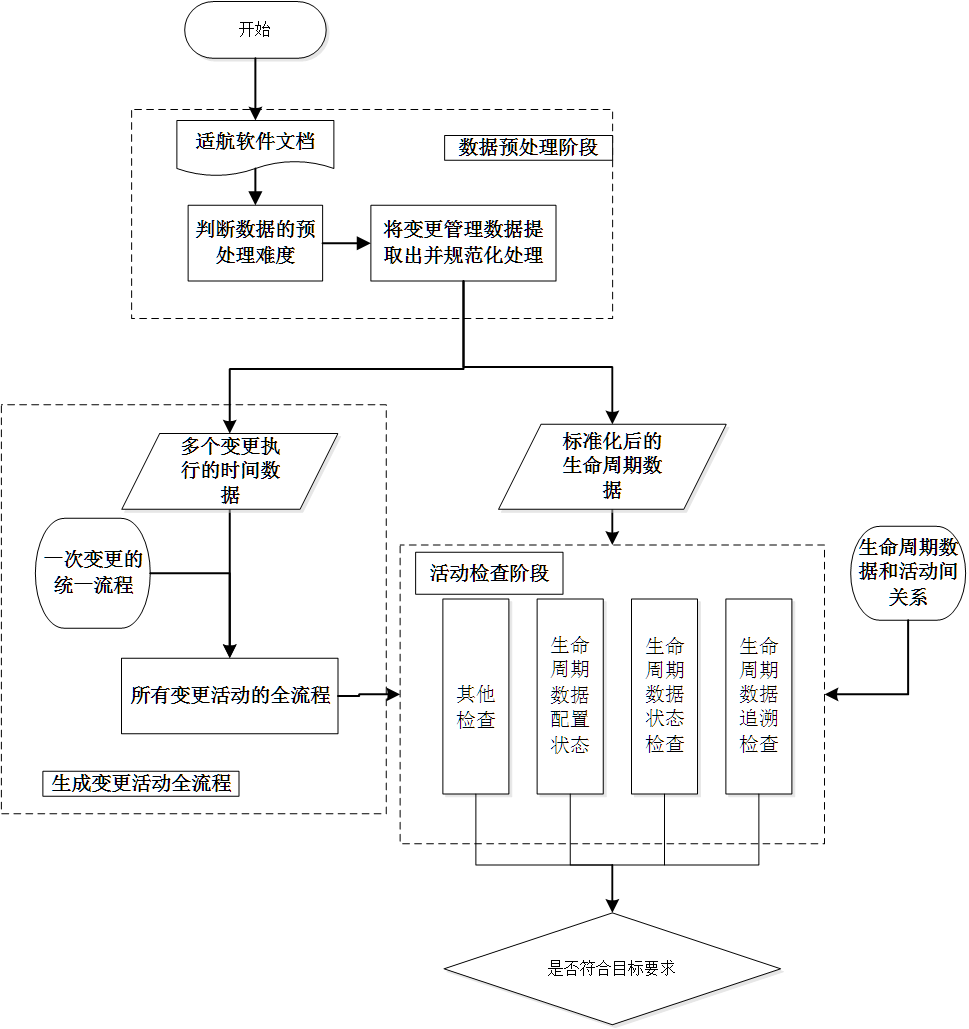 开始
适航软件文档
数据预处理阶段
判断数据的预
处理难度
将变更管理数据提
取出并规范化处理
多个变更执
行的时间数
据
标准化后的
生命周期数
据
一次变更的
统一流程
生命周期数
据和活动间
关系
活动检查阶段
其他
检查
生命
周期
数据
配置
状态
生命
周期
数据
状态
检查
生命
周期
数据
追溯
检查
所有变更活动的全流程
生成变更活动全流程
是否符合目标要求